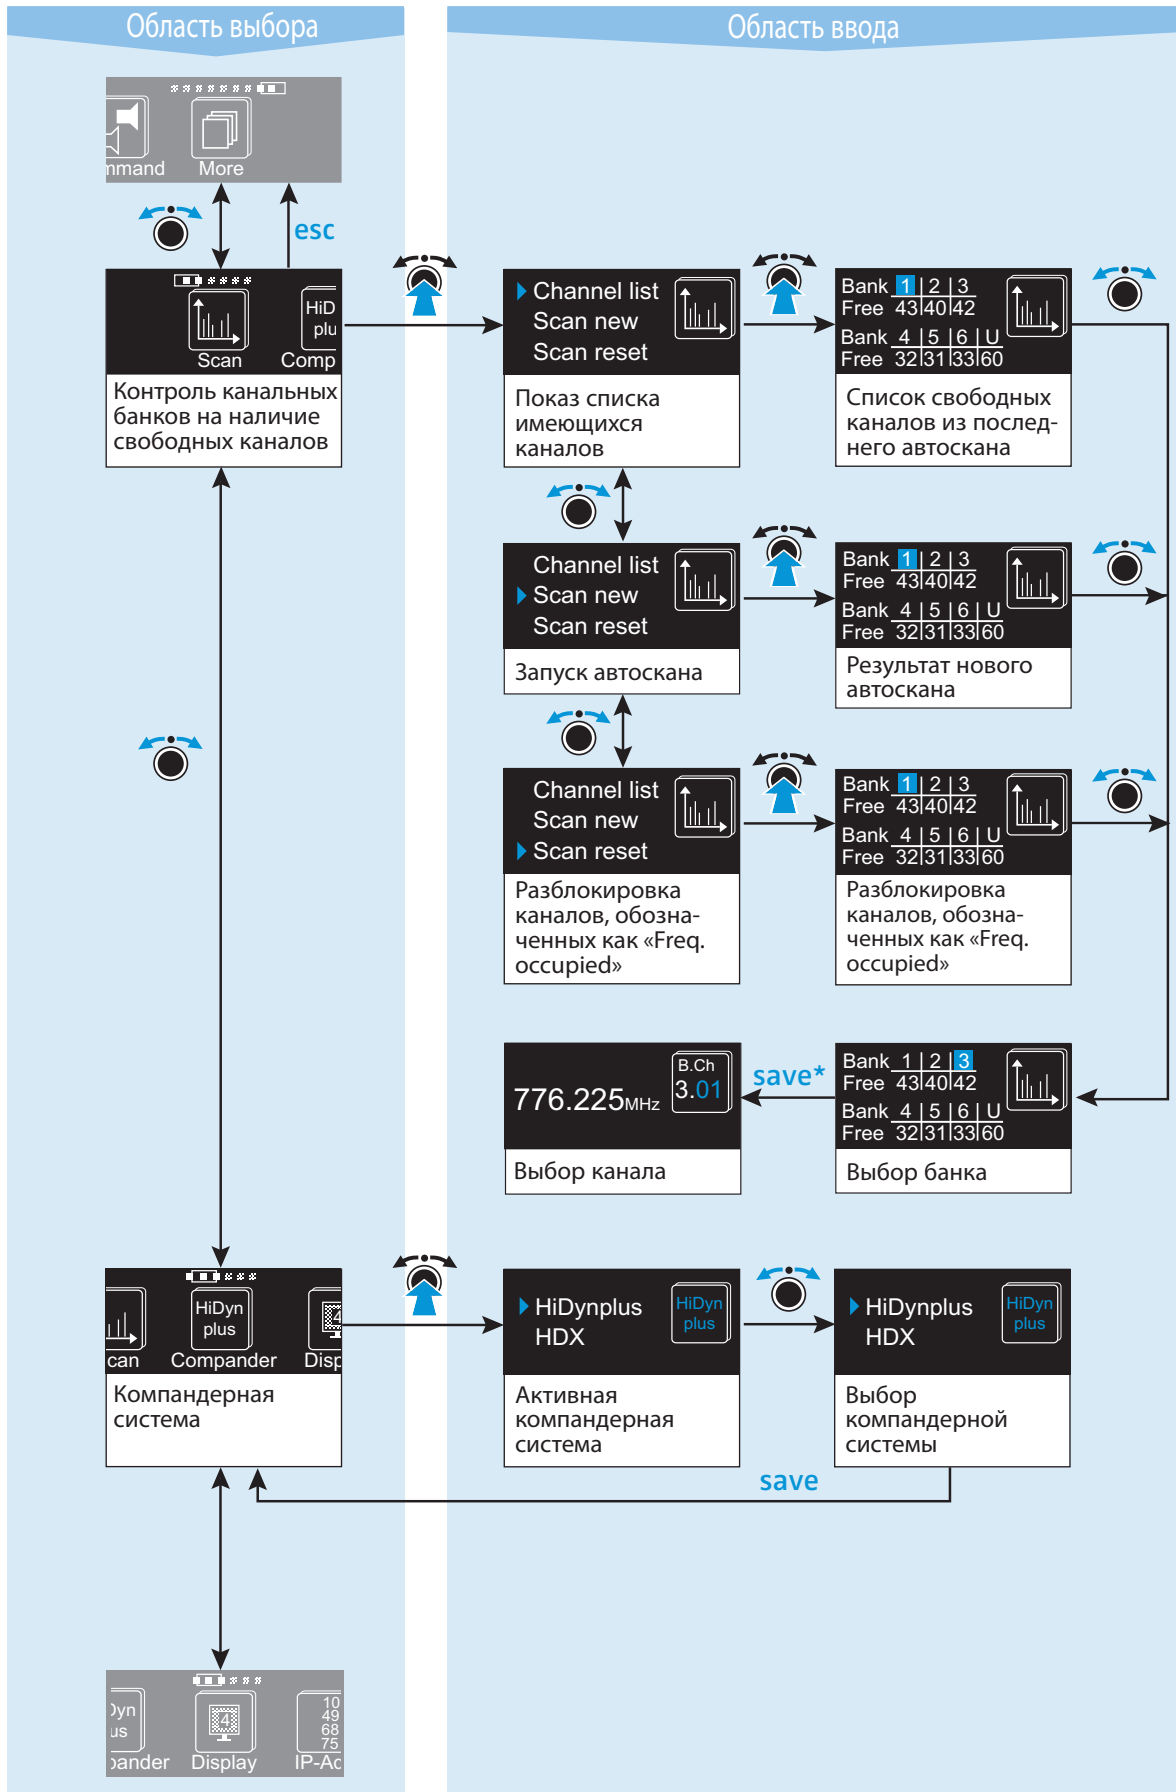 Область выбора
Область ввода
mmand More
esc
HiD
plu
Scan Comp
Контроль канальных
банков на наличие
свободных каналов
Channel list
Scan new
Scan reset
Показ списка
имеющихся
каналов
Bank 1 2 3
Free 43 40 42
Bank 4 5 6 U
Free 32 31 33 60
Список свободных
каналов из послед-
него автоскана
Channel list
Scan new
Scan reset
Запуск автоскана
Bank 1 2 3
Free 43 40 42
Bank 4 5 6 U
Free 32 31 33 60
Результат нового
автоскана
Channel list
Scan new
Scan reset
Разблокировка
каналов, обозна-
ченных как «Freq.
occupied»
Bank 1 2 3
Free 43 40 42
Bank 4 5 6 U
Free 32 31 33 60
Разблокировка
каналов, обозна-
ченных как «Freq.
occupied»
776.225MHz
B.Ch
3.01
Выбор канала
save*
Bank 1 2 3
Free 43 40 42
Bank 4 5 6 U
Free 32 31 33 60
Выбор банка
HiDyn
plus
can Compander Disp
Компандерная
система
HiDynplus
HDX
HiDyn
plus
Активная
компандерная
система
HiDynplus
HDX
HiDyn
plus
Выбор
компандерной
системы
save
Dyn
us
4
10
49
68
75
pander Display IP-Ad